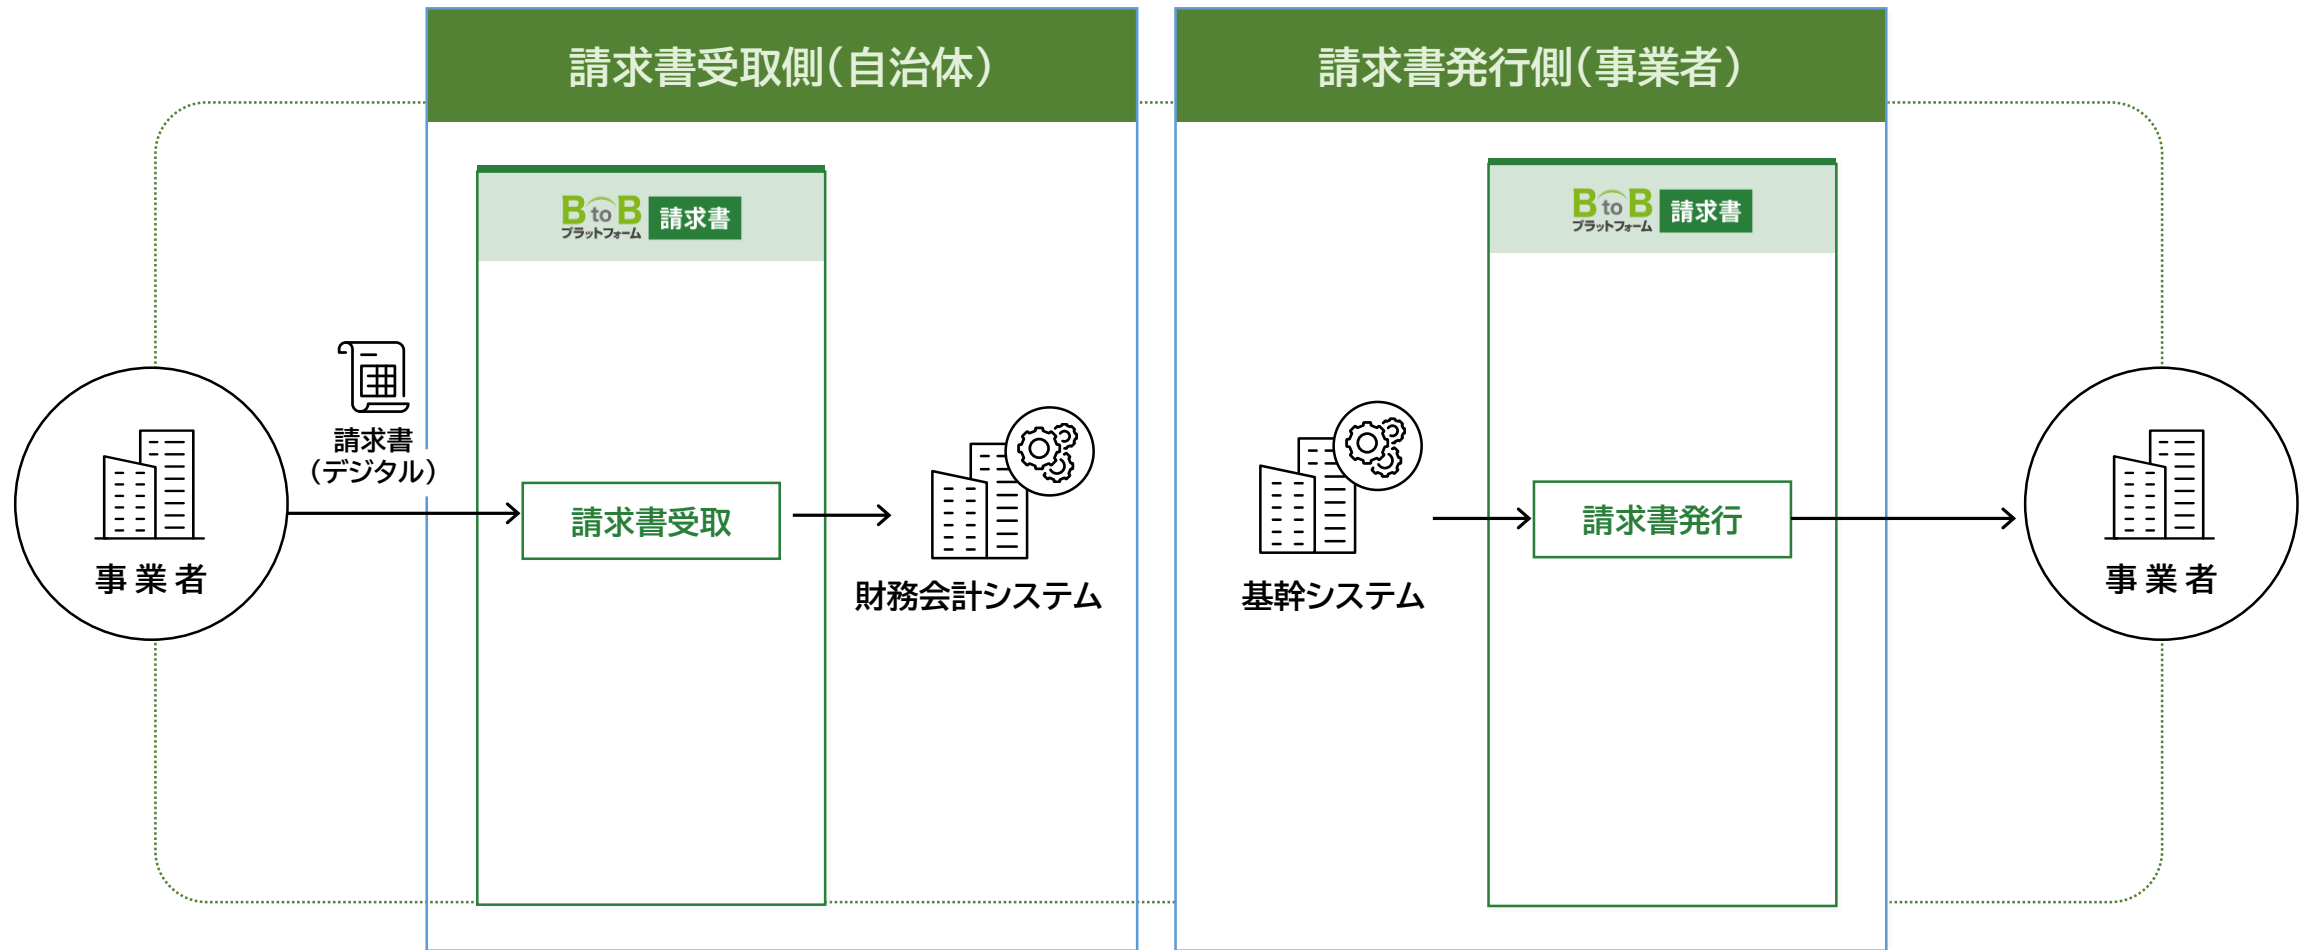 請求書受取側（自治体）
請求書発行側（事業者）
BtoB
プラットフォーム
請求書
BtoB
プラットフォーム
請求書
請求書
（デジタル）
事業者
請求書受取
財務会計システム
基幹システム
請求書発行
事業者